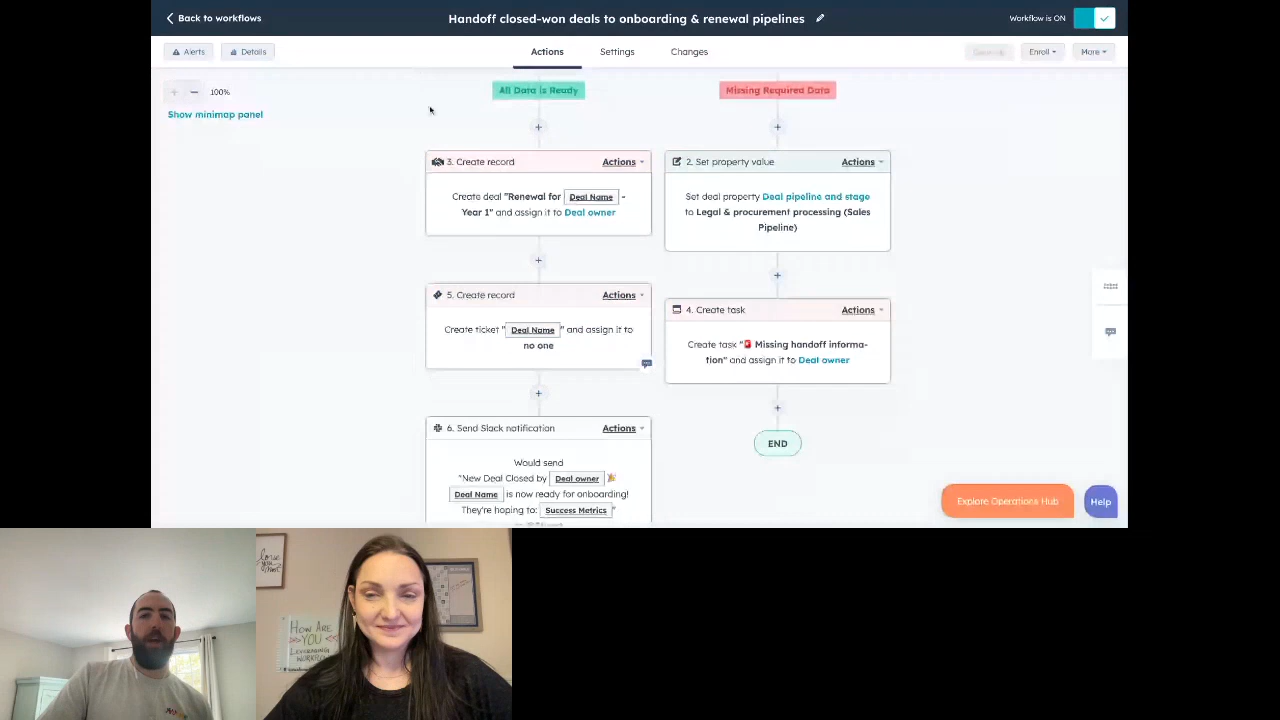 Back to workflows
Handoff closed-won deals to onboarding & renewal pipelines
Workflow is ON
Alerts
Details
Actions
Settings
Changes
Enroll
More
100%
Show minimap panel
All Data is Ready
Missing Required Data
3. Create record
Actions
Create deal "Renewal for Deal Name -
Year 1" and assign it to Deal owner
2. Set property value
Actions
Set deal property Deal pipeline and stage
to Legal & procurement processing (Sales
Pipeline)
5. Create record
Actions
Create ticket "Deal Name" and assign it to
no one
4. Create task
Actions
Create task "🚨 Missing handoff informa-
tion" and assign it to Deal owner
END
6. Send Slack notification
Actions
Would send
"New Deal Closed by Deal owner 🎉
Deal Name is now ready for onboarding!
They're hoping to: Success Metrics"
Explore Operations Hub
Help
HOW ARE
YOU
LEVERAGING